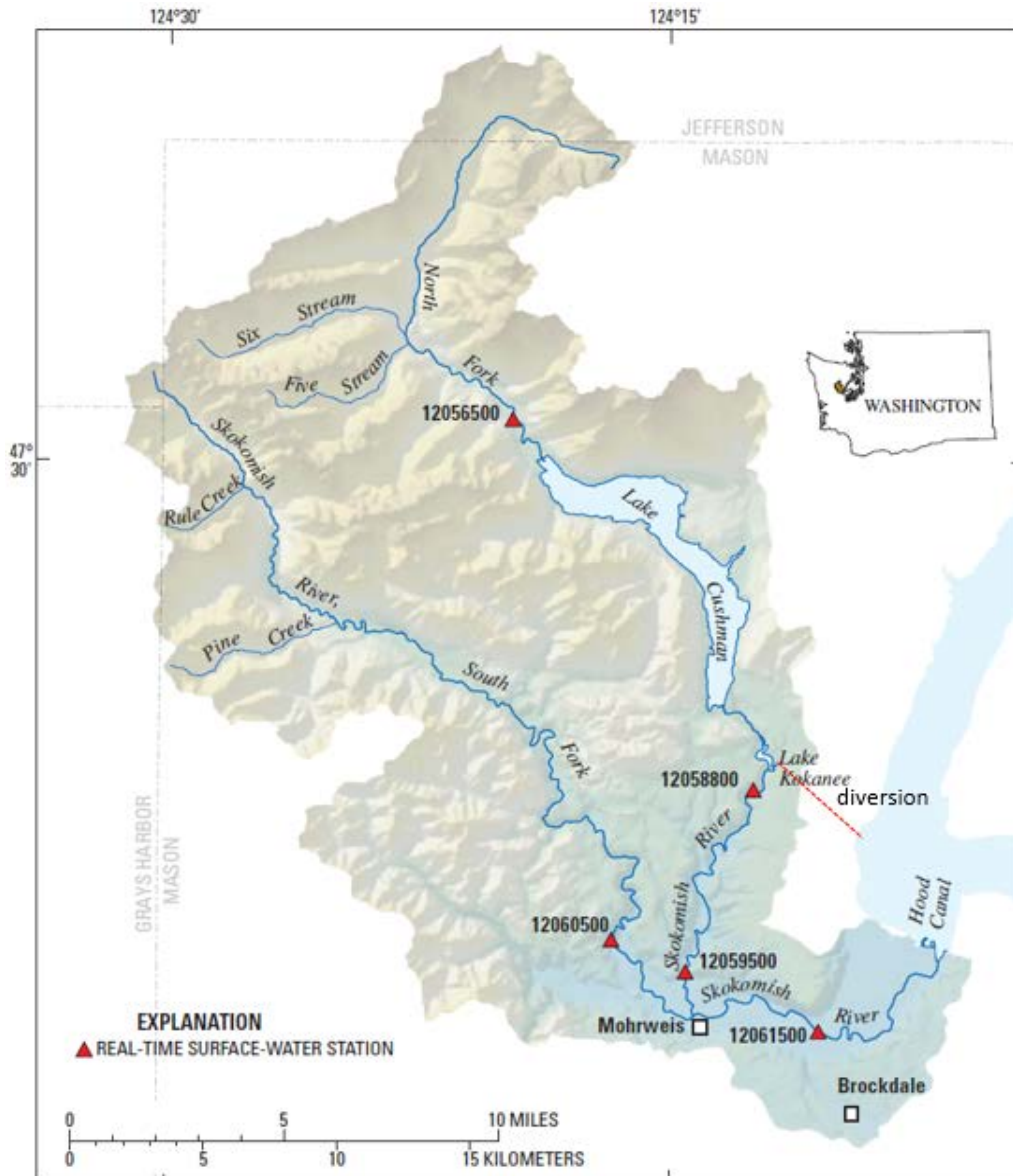 124°30'
124°15'
JEFFERSON
MASON
North
Six Stream
Fork
Five Stream
12056500
WASHINGTON
47°
30'
Skokomish
Rule Creek
Lake
Cushman
River,
Pine Creek
South
Fork
Lake
Kokanee
12058800
diversion
River
GRAYS HARBOR
MASON
Hood
Canal
12060500
Skokomish
12059500
Skokomish
River
EXPLANATION
Mohrweis
12061500
REAL-TIME SURFACE-WATER STATION
Brockdale
0 5 10 MILES
0 5 10 15 KILOMETERS